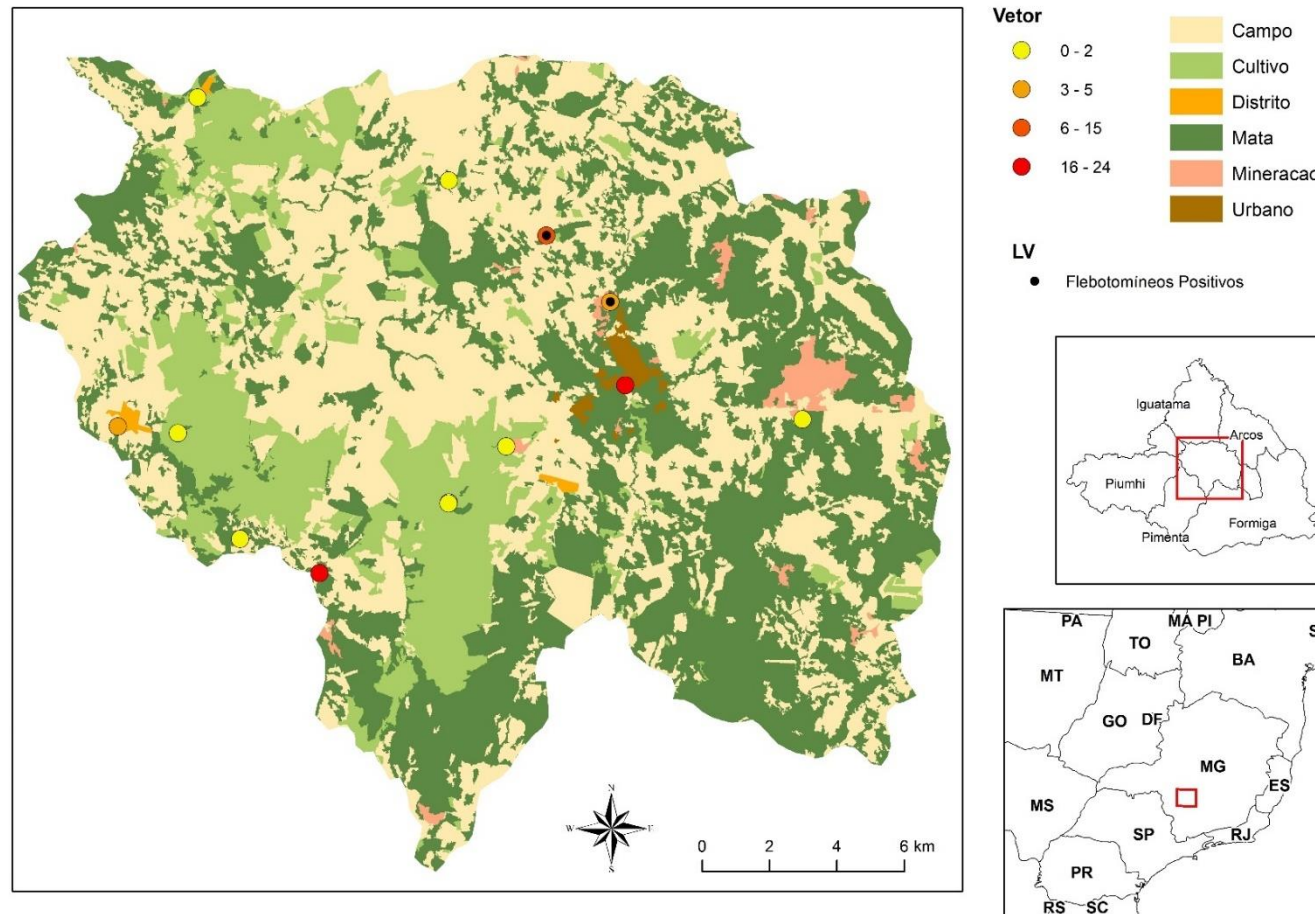 Vetor
0 - 2
3 - 5
6 - 15
16 - 24
Campo
Cultivo
Distrito
Mata
Mineracao
Urbano
LV
Flebotomíneos Positivos
Iguatama
Arcos
Piumhi
Formiga
Pimenta
PA
MA PI
S
TO
BA
MT
GO
DF
MG
ES
MS
SP
RJ
PR
RS
SC
N
W
E
S
0 2 4 6 km